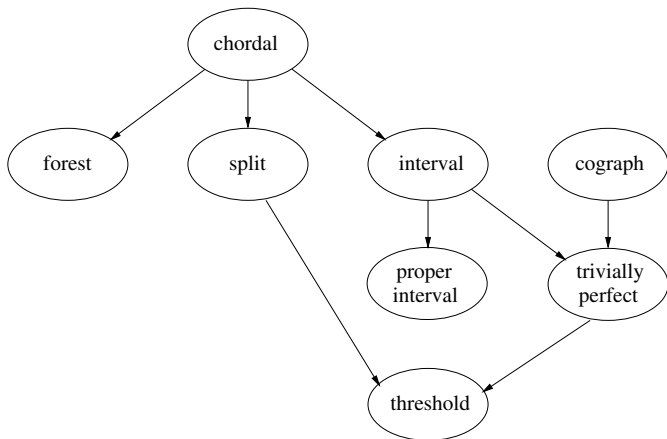 chordal
forest
split
interval
cograph
proper
interval
trivially
perfect
threshold